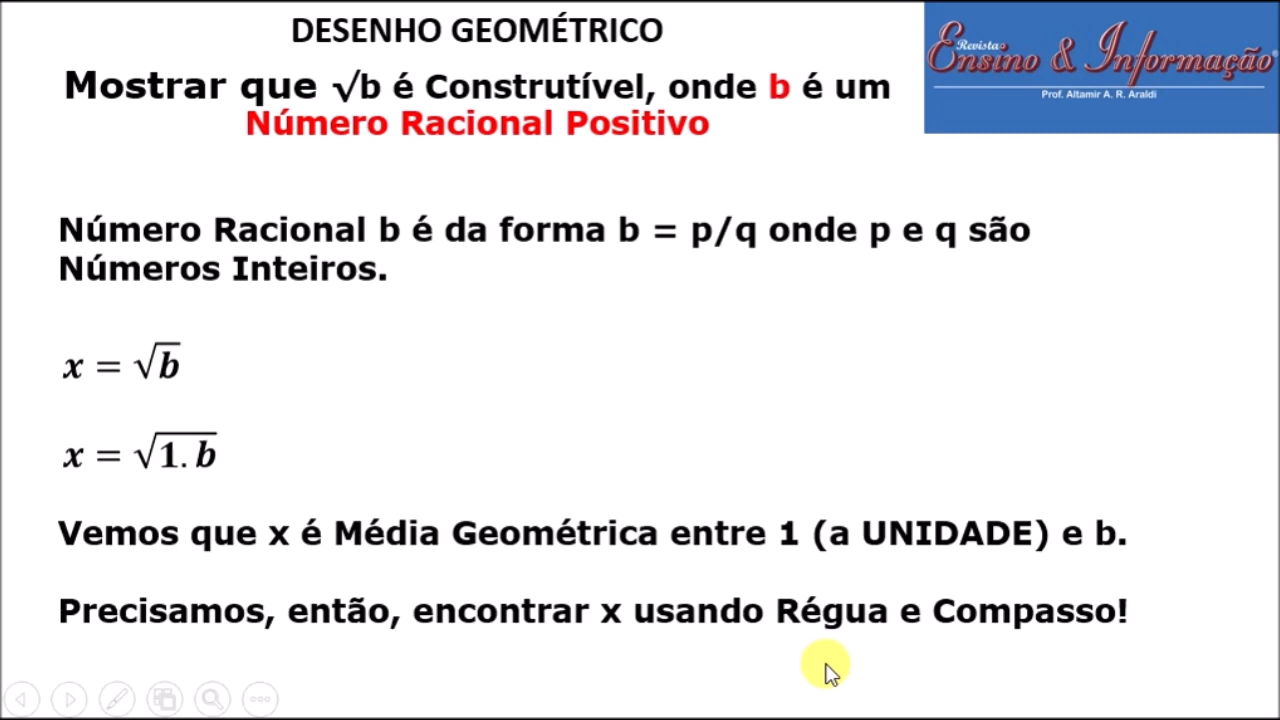 DESENHO GEOMÉTRICO
Mostrar que √b é Construtível, onde b é um
Número Racional Positivo
Revista
Ensino & Informação
Prof. Altamir A. R. Araldi
Número Racional b é da forma b = p/q onde p e q são
Números Inteiros.
x = √b
x = √1.b
Vemos que x é Média Geométrica entre 1 (a UNIDADE) e b.
Precisamos, então, encontrar x usando Régua e Compasso!